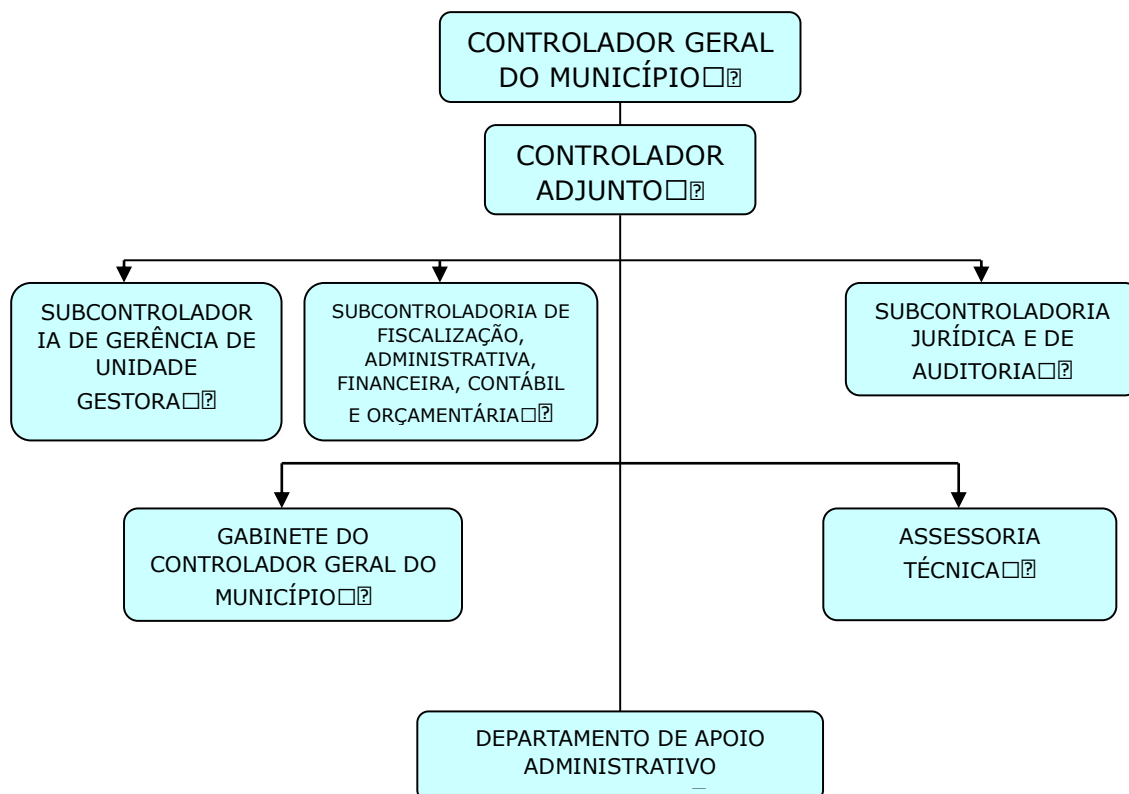 CONTROLADOR GERAL
DO MUNICÍPIO□⍰
CONTROLADOR
ADJUNTO□⍰
SUBCONTROLADOR
IA DE GERÊNCIA DE
UNIDADE
GESTORA□⍰
SUBCONTROLADORIA DE
FISCALIZAÇÃO,
ADMINISTRATIVA,
FINANCEIRA, CONTÁBIL
E ORÇAMENTÁRIA□⍰
SUBCONTROLADORIA
JURÍDICA E DE
AUDITORIA□⍰
GABINETE DO
CONTROLADOR GERAL DO
MUNICÍPIO□⍰
ASSESSORIA
TÉCNICA□⍰
DEPARTAMENTO DE APOIO
ADMINISTRATIVO